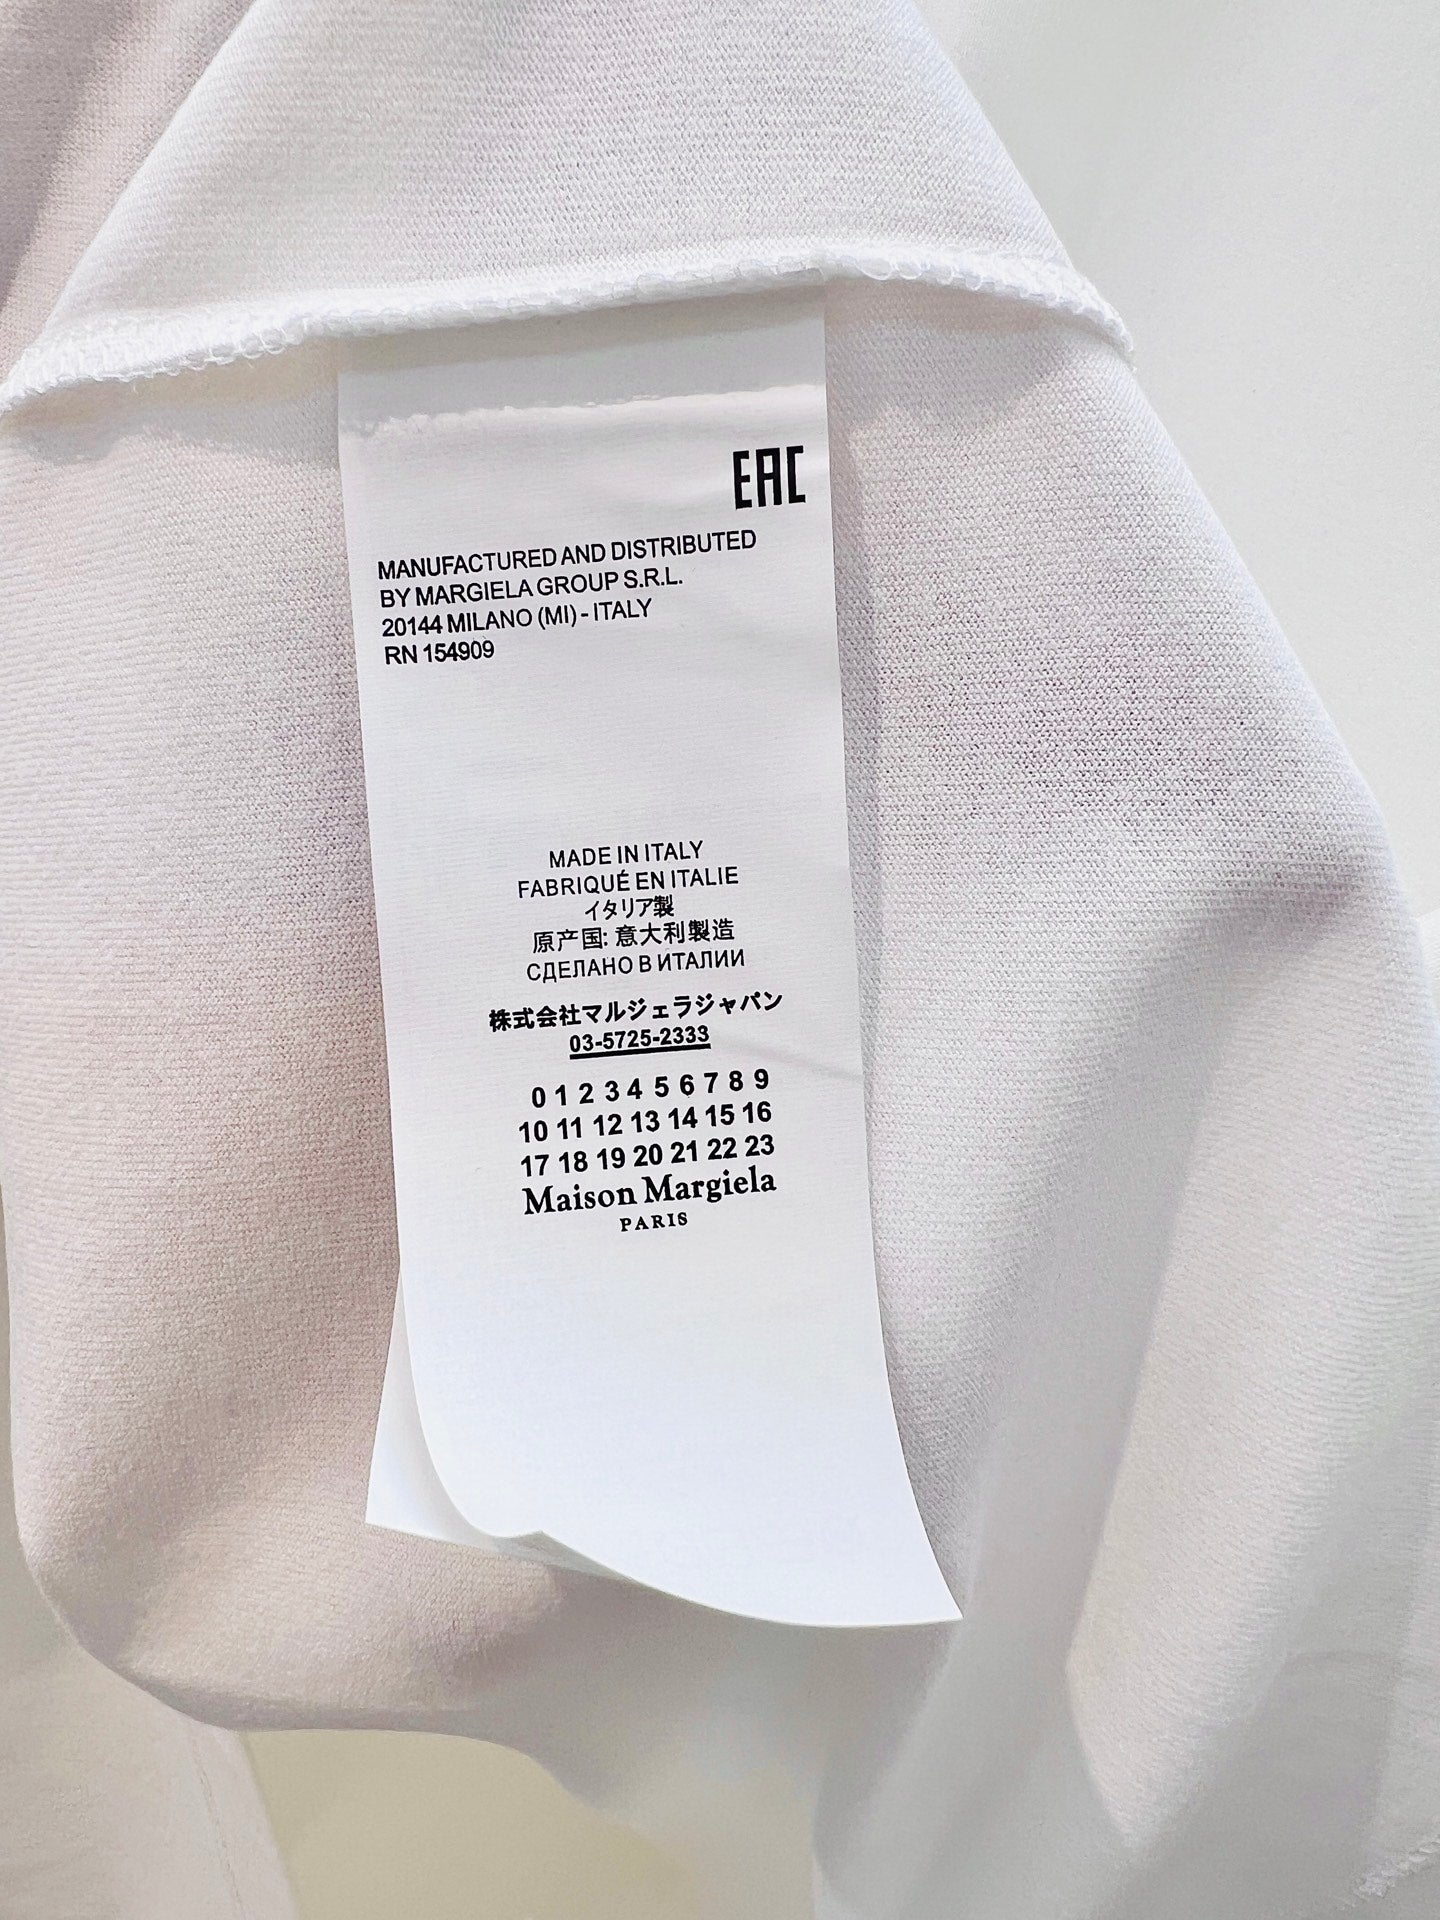 EAC
MANUFACTURED AND DISTRIBUTED
BY MARGIELA GROUP S.R.L.
20144 MILANO (MI) - ITALY
RN 154909
MADE IN ITALY
FABRIQUÉ EN ITALIE
イタリア製
原产国: 意大利製造
СДЕЛАНО В ИТАЛИИ
株式会社マルジェラジャパン
03-5725-2333
0 1 2 3 4 5 6 7 8 9
10 11 12 13 14 15 16
17 18 19 20 21 22 23
Maison Margiela
PARIS